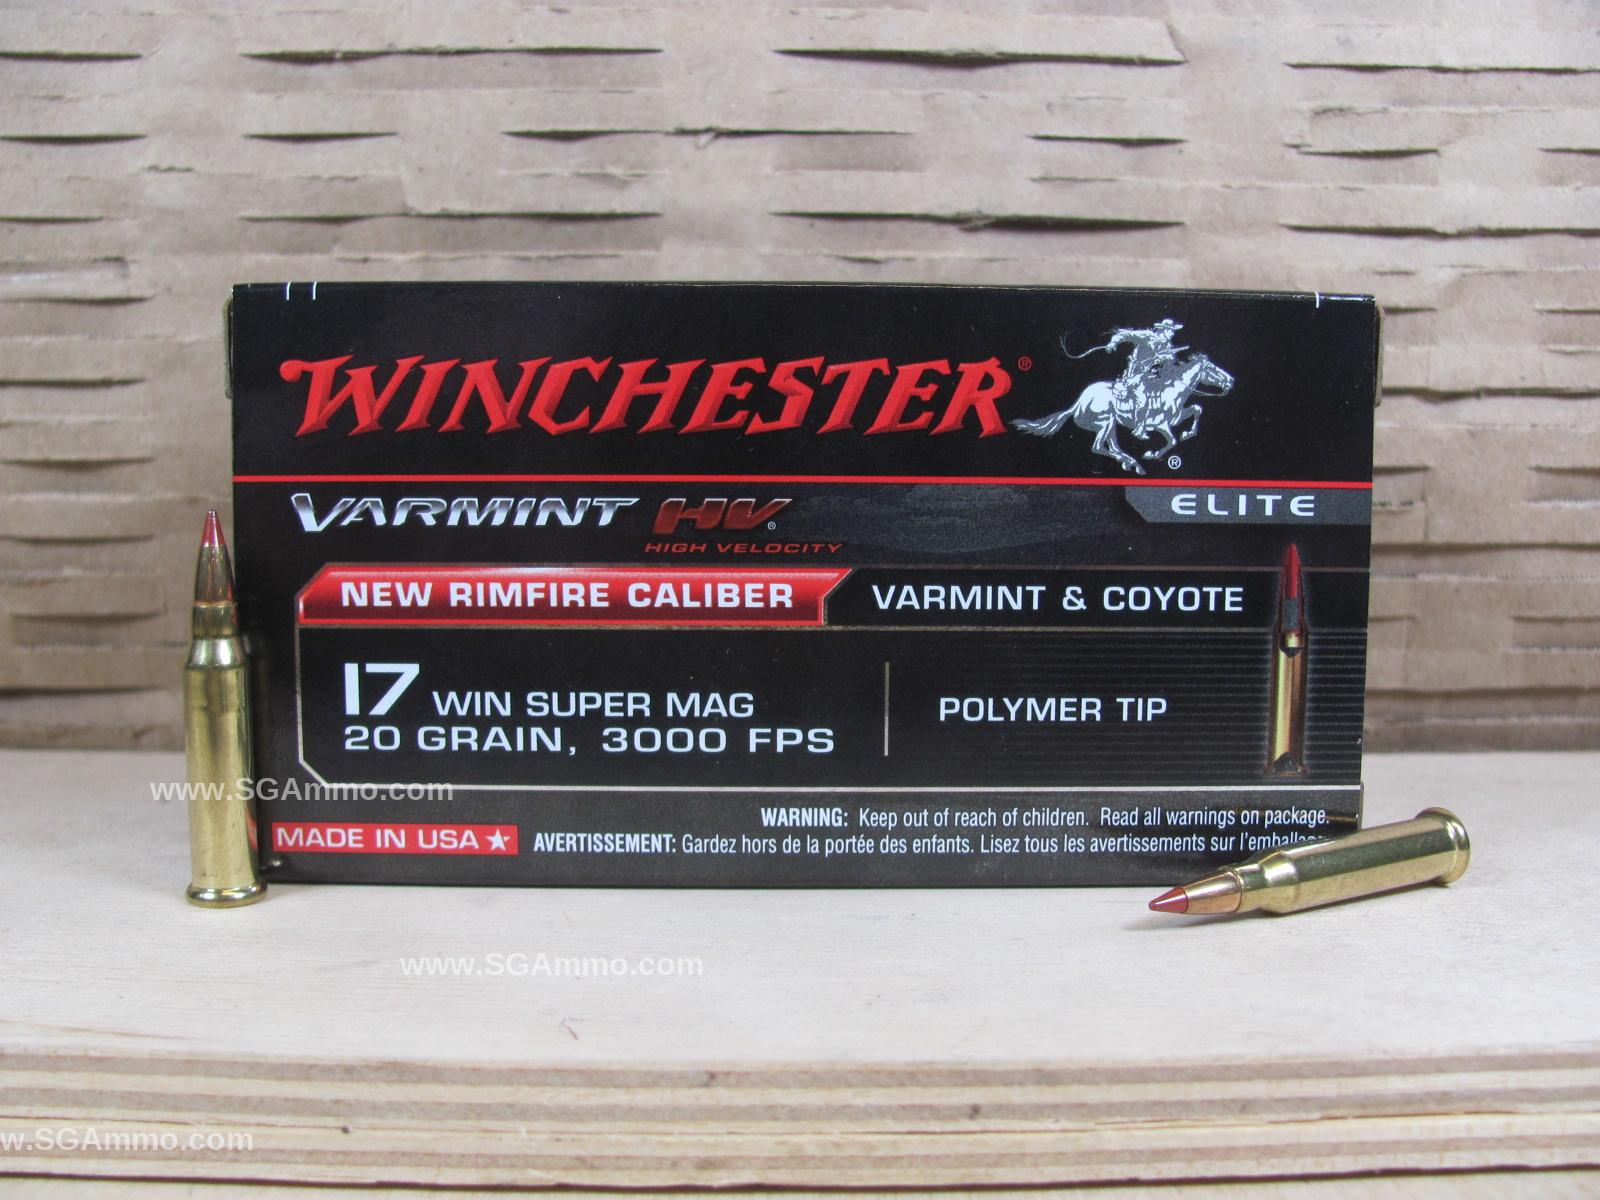 WINCHESTER®
®
VARMINT HV®
HIGH VELOCITY
ELITE
NEW RIMFIRE CALIBER
VARMINT & COYOTE
17 WIN SUPER MAG
20 GRAIN, 3000 FPS
POLYMER TIP
www.SGAmmo.com
MADE IN USA
WARNING: Keep out of reach of children. Read all warnings on package.
AVERTISSEMENT: Gardez hors de la portée des enfants. Lisez tous les avertissements sur
www.SGAmmo.com
w.SGAmmo.com